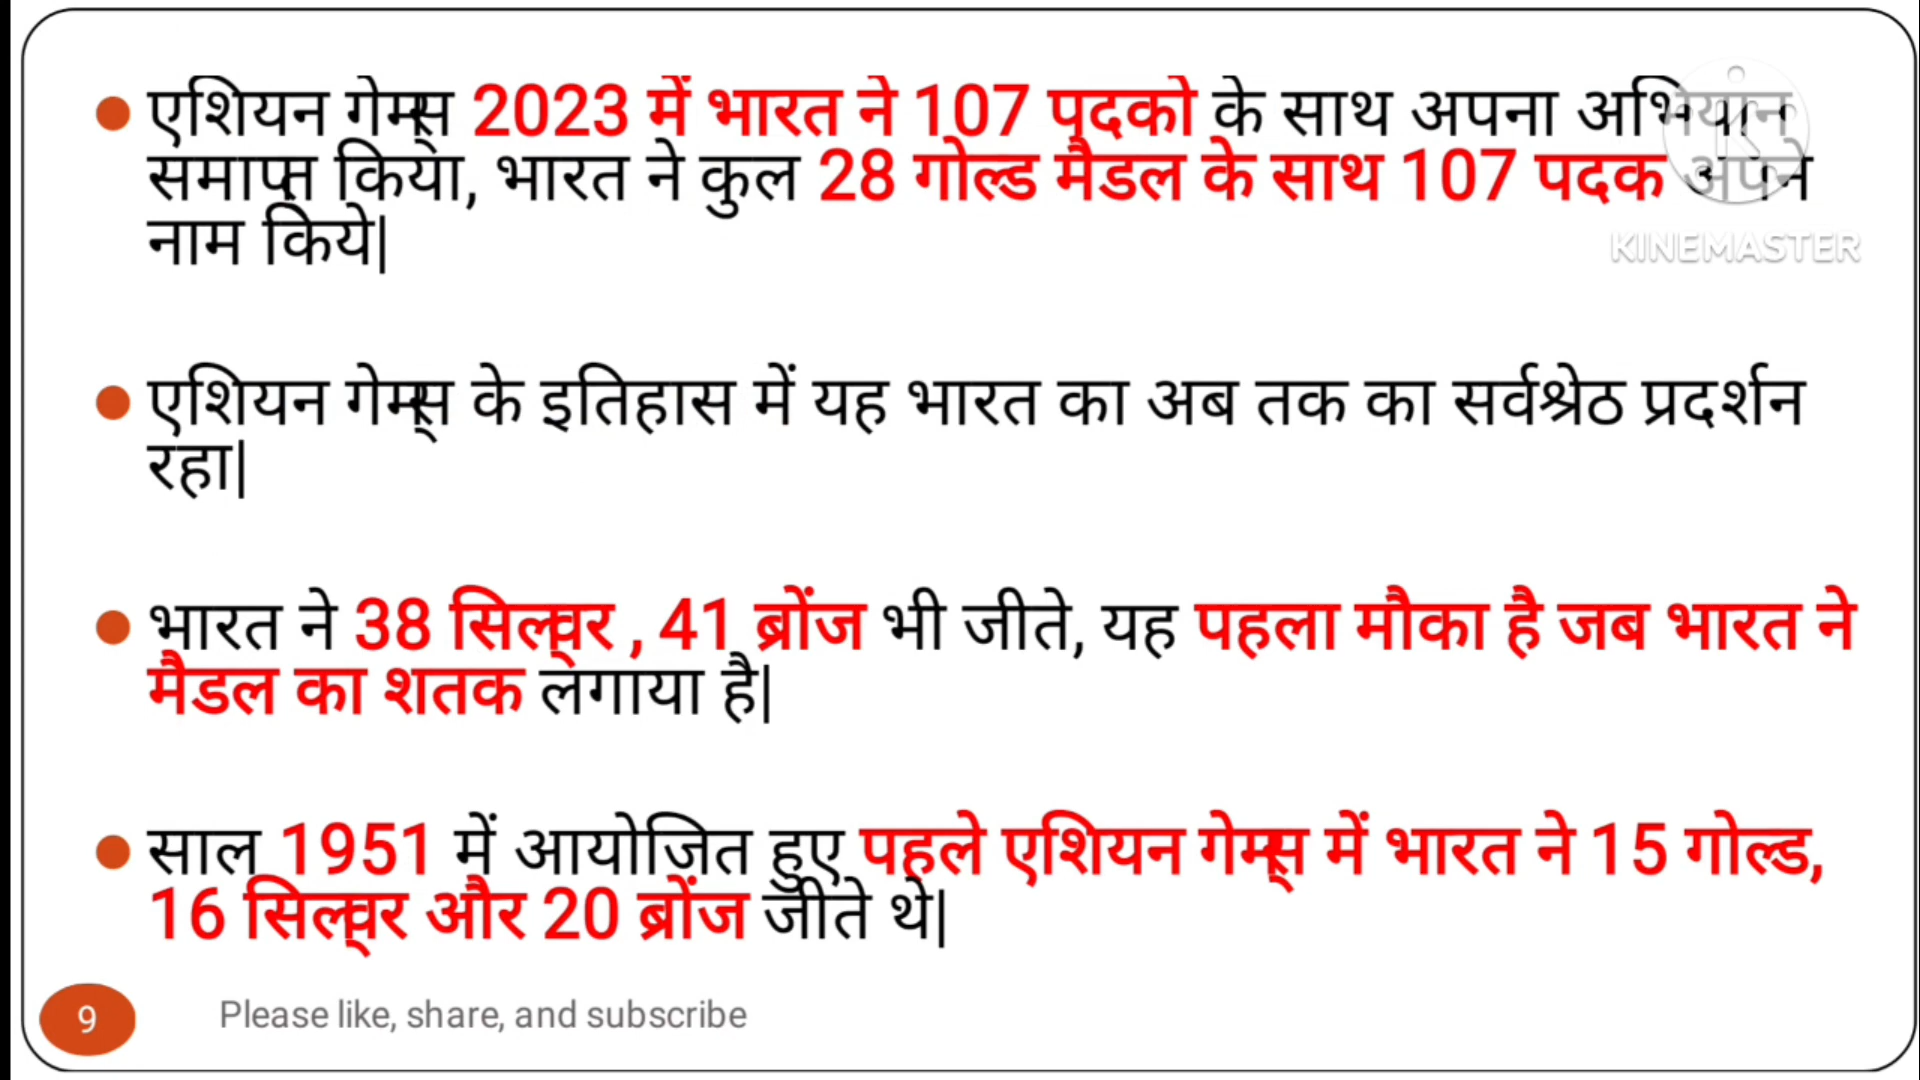 एशियन गेम्स 2023 में भारत ने 107 पदको के साथ अपना अभियान
समाप्त किया, भारत ने कुल 28 गोल्ड मैडल के साथ 107 पदक अपने
नाम किये|
KINEMASTER
एशियन गेम्स के इतिहास में यह भारत का अब तक का सर्वश्रेठ प्रदर्शन
रहा|
भारत ने 38 सिल्वर , 41 ब्रोंज भी जीते, यह पहला मौका है जब भारत ने
मैडल का शतक लगाया है|
साल 1951 में आयोजित हुए पहले एशियन गेम्स में भारत ने 15 गोल्ड,
16 सिल्वर और 20 ब्रोंज जीते थे|
9 Please like, share, and subscribe